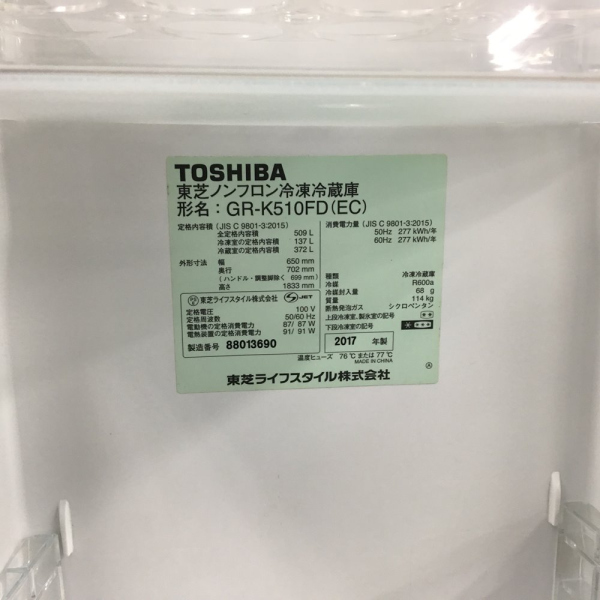 TOSHIBA
東芝ノンフロン冷凍冷蔵庫
形名：GR-K510FD(EC)
定格内容積 (JIS C 9801-3:2015)
全定格内容積 509 L
冷凍室の定格内容積 137 L
冷蔵室の定格内容積 372 L
外形寸法 幅 650 mm
奥行 702 mm
(ハンドル・調整脚除く 699 mm)
高さ 1833 mm
東芝ライフスタイル株式会社 JET
定格電圧 100 V
定格周波数 50/60 Hz
電動機の定格消費電力 87/ 87 W
電熱装置の定格消費電力 91/ 91 W
製造番号 88013690
消費電力量 (JIS C 9801-3:2015)
50Hz 277 kWh/年
60Hz 277 kWh/年
種類 冷凍冷蔵庫
冷媒 R600a
冷媒封入量 68 g
質量 114 kg
断熱発泡ガス シクロペンタン
上段冷凍室、製氷室の記号
下段冷凍室の記号
2017 年製
温度ヒューズ 76℃ または 77℃
MADE IN CHINA
東芝ライフスタイル株式会社
Ⓐ